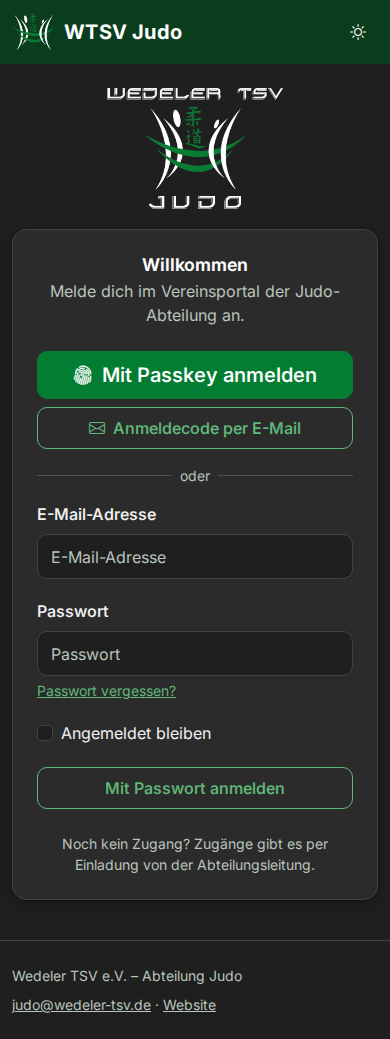 WTSV Judo
WEDELER TSV
柔
道
JUDO
Willkommen
Melde dich im Vereinsportal der Judo-
Abteilung an.
Mit Passkey anmelden
Anmeldecode per E-Mail
oder
E-Mail-Adresse
E-Mail-Adresse
Passwort
Passwort
Passwort vergessen?
Angemeldet bleiben
Mit Passwort anmelden
Noch kein Zugang? Zugänge gibt es per
Einladung von der Abteilungsleitung.
Wedeler TSV e.V. – Abteilung Judo
judo@wedeler-tsv.de · Website